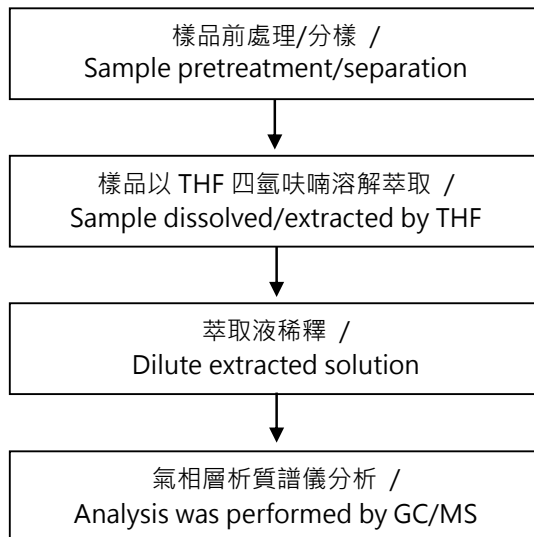 樣品前處理/分樣 /
Sample pretreatment/separation
樣品以 THF 四氫呋喃溶解萃取 /
Sample dissolved/extracted by THF
萃取液稀釋 /
Dilute extracted solution
氣相層析質譜儀分析 /
Analysis was performed by GC/MS